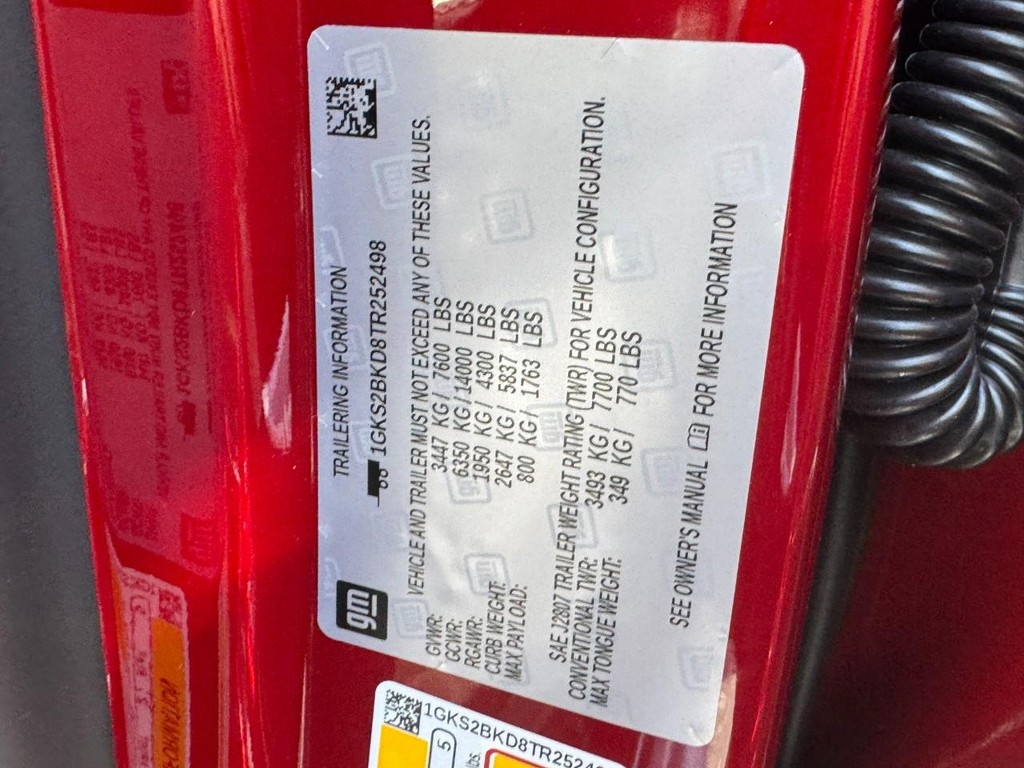 gm
TRAILERING INFORMATION
1GKS2BKD8TR252498
VEHICLE AND TRAILER MUST NOT EXCEED ANY OF THESE VALUES.
GVWR: 3447 KG/ 7600 LBS
GCWR: 6350 KG/14000 LBS
RGAWR: 1950 KG/ 4300 LBS
CURB WEIGHT: 2647 KG/ 5837 LBS
MAX PAYLOAD: 800 KG/ 1763 LBS
SAE J2807 TRAILER WEIGHT RATING (TWR) FOR VEHICLE CONFIGURATION.
CONVENTIONAL TWR: 3493 KG/ 7700 LBS
MAX TONGUE WEIGHT: 349 KG/ 770 LBS
SEE OWNER'S MANUAL FOR MORE INFORMATION
1GKS2BKD8TR25249
5
lbs.